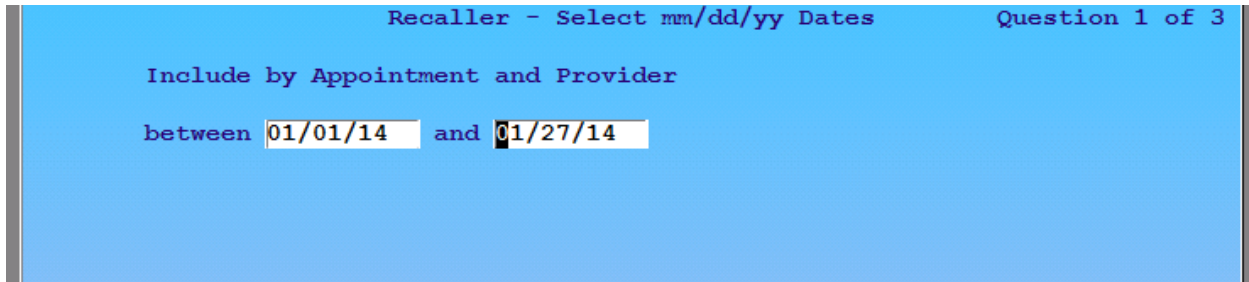 Recaller - Select mm/dd/yy Dates Question 1 of 3
Include by Appointment and Provider
between 01/01/14 and 01/27/14